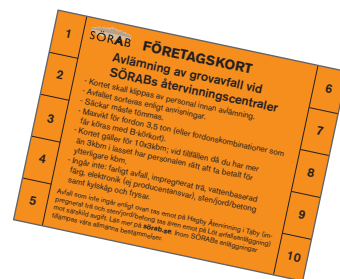 SÖRAB
FÖRETAGSKORT
Avlämning av grovavfall vid
SÖRABs återvinningscentraler
- Kortet skall klippas av personal innan avlämning.
- Avfallet sorteras enligt anvisningar.
- Säckar måste tömmas.
- Maxvikt för fordon 3,5 ton (eller fordonskombinationer som
får köras med B-körkort).
- Kortet gäller för 10x3kbm; vid tillfällen då du har mer
än 3kbm i lasset har personalen rätt att ta betalt för
ytterligare kbm.
- Ingår inte: farligt avfall, impregnerat trä, vattenbaserad
färg, elektronik (ej producentansvar), sten/jord/betong
samt kylskåp och frysar.
Avfall som inte ingår enligt ovan tas emot på Hagby Återvinning i Täby (im-
pregnerat trä och sten/jord/betong tas även emot på Löt avfallsanläggning)
mot särskild avgift. Läs mer på sörab.se. Inom SÖRABs anläggningar
tillämpas våra allmänna bestämmelser.
1
2
3
4
5
6
7
8
9
10